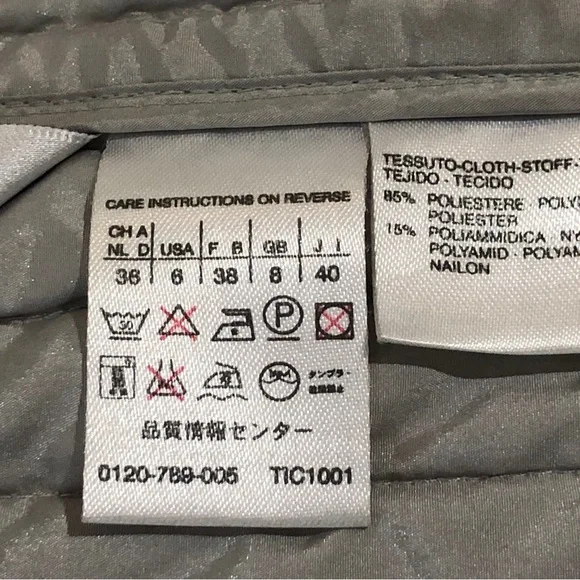 CARE INSTRUCTIONS ON REVERSE
CH A
NL D USA F B GB J I
36 6 38 8 40
30 P
タンブラー
乾燥禁止
品質情報センター
0120-789-005 TIC1001
TESSUTO-CLOTH-STOFF-
TEJIDO - TECIDO
85% POLIESTERE POLY
POLIESTER
15% POLIAMMIDICA · NY
POLYAMID · POLYAM
NAILON